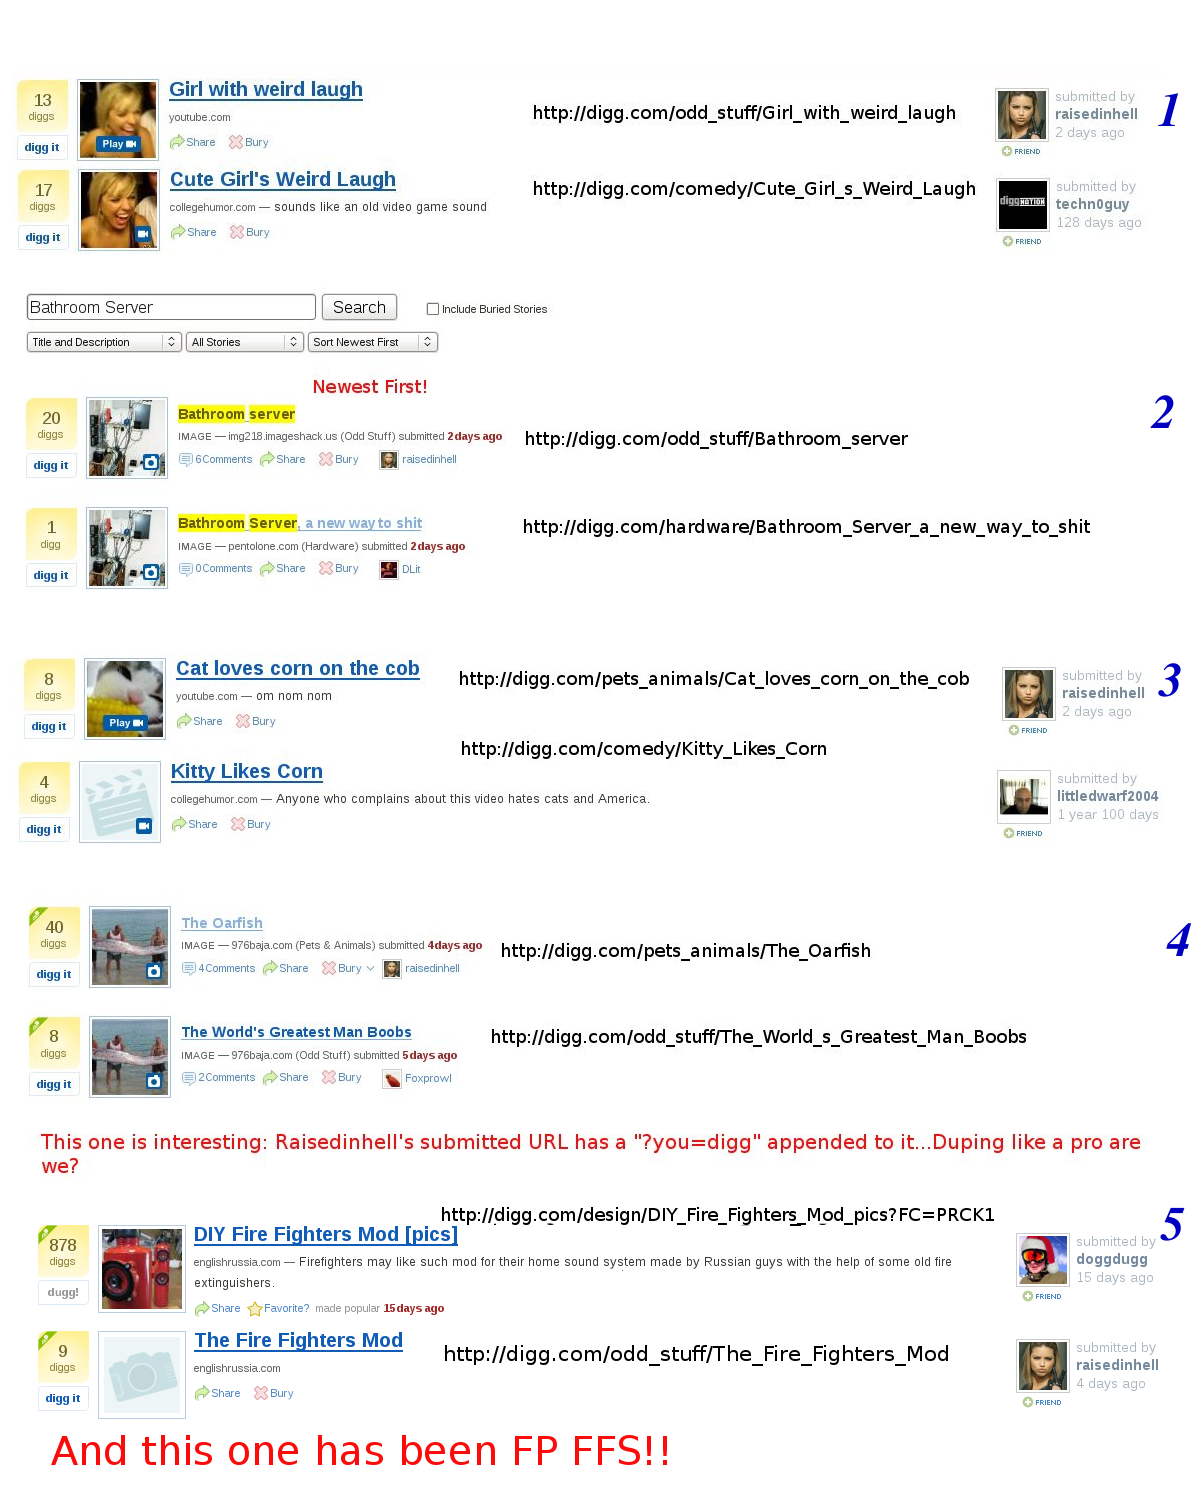 13
diggs
digg it
Play
Girl with weird laugh
youtube.com
Share Bury
http://digg.com/odd_stuff/Girl_with_weird_laugh
submitted by
raisedinhell
2 days ago
FRIEND
1
17
diggs
digg it
Cute Girl's Weird Laugh
collegehumor.com — sounds like an old video game sound
Share Bury
http://digg.com/comedy/Cute_Girl_s_Weird_Laugh
diggnation
submitted by
techn0guy
128 days ago
FRIEND
Bathroom Server Search Include Buried Stories
Title and Description All Stories Sort Newest First
Newest First!
2
20
diggs
digg it
Bathroom server
IMAGE — img218.imageshack.us (Odd Stuff) submitted 2 days ago
6 Comments Share Bury raisedinhell
http://digg.com/odd_stuff/Bathroom_server
1
digg
digg it
Bathroom Server, a new way to shit
IMAGE — pentolone.com (Hardware) submitted 2 days ago
0 Comments Share Bury DLit
http://digg.com/hardware/Bathroom_Server_a_new_way_to_shit
8
diggs
digg it
Play
Cat loves corn on the cob
youtube.com — om nom nom
Share Bury
http://digg.com/pets_animals/Cat_loves_corn_on_the_cob
submitted by
raisedinhell
2 days ago
FRIEND
3
http://digg.com/comedy/Kitty_Likes_Corn
4
diggs
digg it
Kitty Likes Corn
collegehumor.com — Anyone who complains about this video hates cats and America.
Share Bury
submitted by
littledwarf2004
1 year 100 days
FRIEND
40
diggs
digg it
The Oarfish
IMAGE — 976baja.com (Pets & Animals) submitted 4 days ago
4 Comments Share Bury raisedinhell
http://digg.com/pets_animals/The_Oarfish
4
8
diggs
digg it
The World's Greatest Man Boobs
IMAGE — 976baja.com (Odd Stuff) submitted 5 days ago
2 Comments Share Bury Foxprowl
http://digg.com/odd_stuff/The_World_s_Greatest_Man_Boobs
This one is interesting: Raisedinhell's submitted URL has a "?you=digg" appended to it...Duping like a pro are
we?
http://digg.com/design/DIY_Fire_Fighters_Mod_pics?FC=PRCK1
5
878
diggs
dugg!
DIY Fire Fighters Mod [pics]
englishrussia.com — Firefighters may like such mod for their home sound system made by Russian guys with the help of some old fire
extinguishers.
Share Favorite? made popular 15 days ago
submitted by
doggdugg
15 days ago
FRIEND
9
diggs
digg it
The Fire Fighters Mod
englishrussia.com
Share Bury
http://digg.com/odd_stuff/The_Fire_Fighters_Mod
submitted by
raisedinhell
4 days ago
FRIEND
And this one has been FP FFS!!